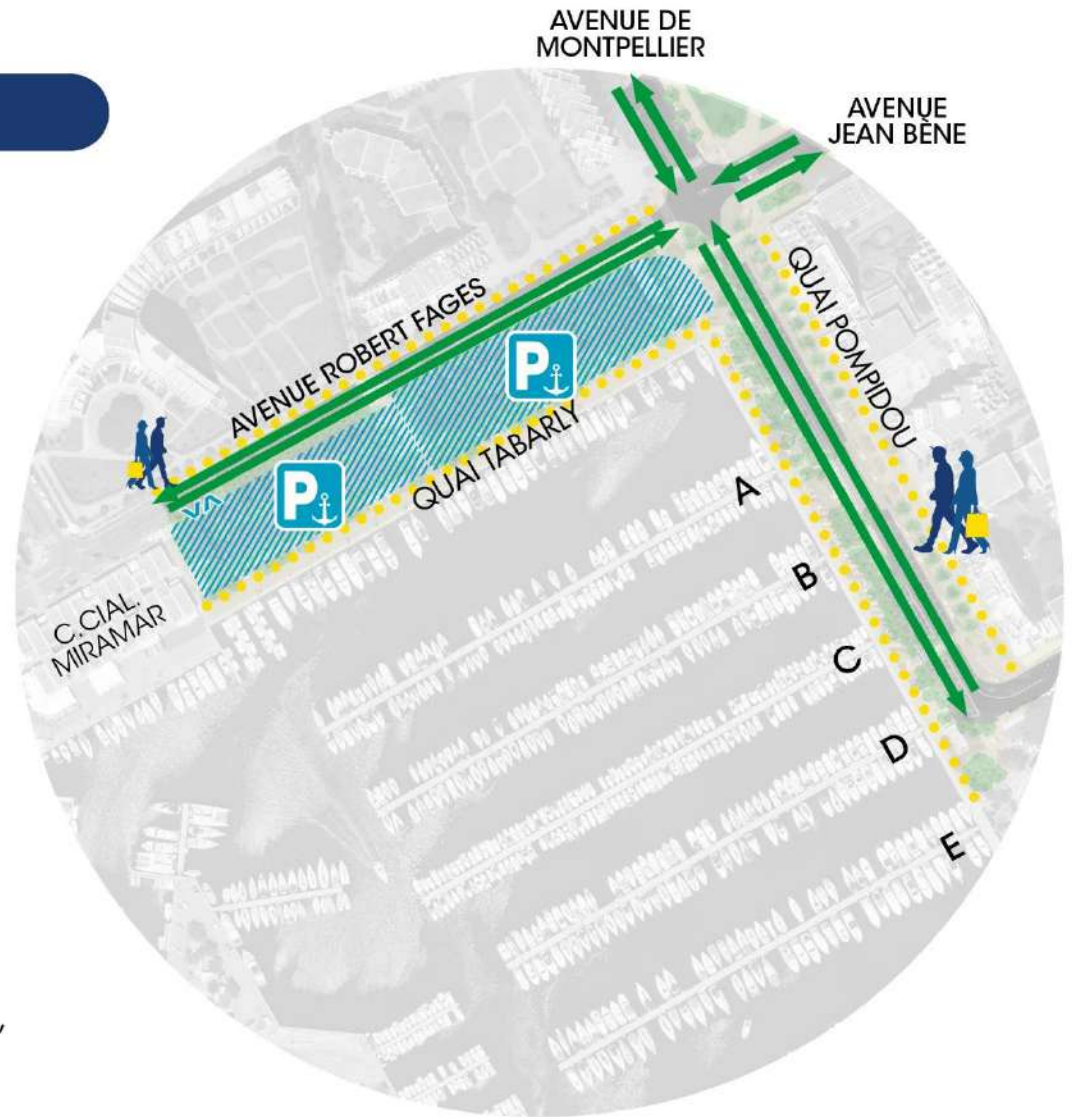 AVENUE DE
MONTPELLIER
AVENUE
JEAN BÈNE
QUAI POMPIDOU
AVENUE ROBERT FAGES
P
P
QUAI TABARLY
C.CIAL.
MIRAMAR
A
B
C
D
E